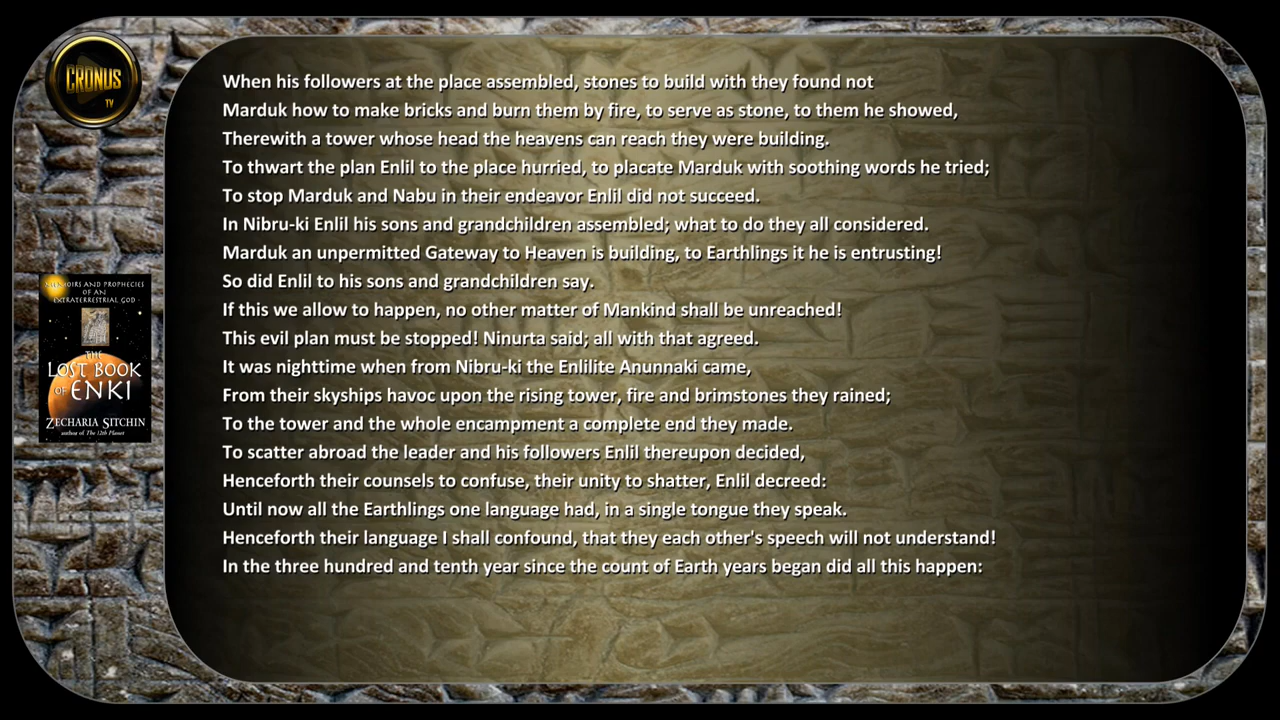 CRONUS
TV
When his followers at the place assembled, stones to build with they found not
Marduk how to make bricks and burn them by fire, to serve as stone, to them he showed,
Therewith a tower whose head the heavens can reach they were building.
To thwart the plan Enlil to the place hurried, to placate Marduk with soothing words he tried;
To stop Marduk and Nabu in their endeavor Enlil did not succeed.
In Nibru-ki Enlil his sons and grandchildren assembled; what to do they all considered.
Marduk an unpermitted Gateway to Heaven is building, to Earthlings it he is entrusting!
So did Enlil to his sons and grandchildren say.
If this we allow to happen, no other matter of Mankind shall be unreached!
This evil plan must be stopped! Ninurta said; all with that agreed.
It was nighttime when from Nibru-ki the Enlilite Anunnaki came,
From their skyships havoc upon the rising tower, fire and brimstones they rained;
To the tower and the whole encampment a complete end they made.
To scatter abroad the leader and his followers Enlil thereupon decided,
Henceforth their counsels to confuse, their unity to shatter, Enlil decreed:
Until now all the Earthlings one language had, in a single tongue they speak.
Henceforth their language I shall confound, that they each other's speech will not understand!
In the three hundred and tenth year since the count of Earth years began did all this happen:
MEMOIRS AND PROPHECIES
OF AN
EXTRATERRESTRIAL GOD
THE
LOST BOOK
OF ENKI
ZECHARIA SITCHIN
author of The 12th Planet